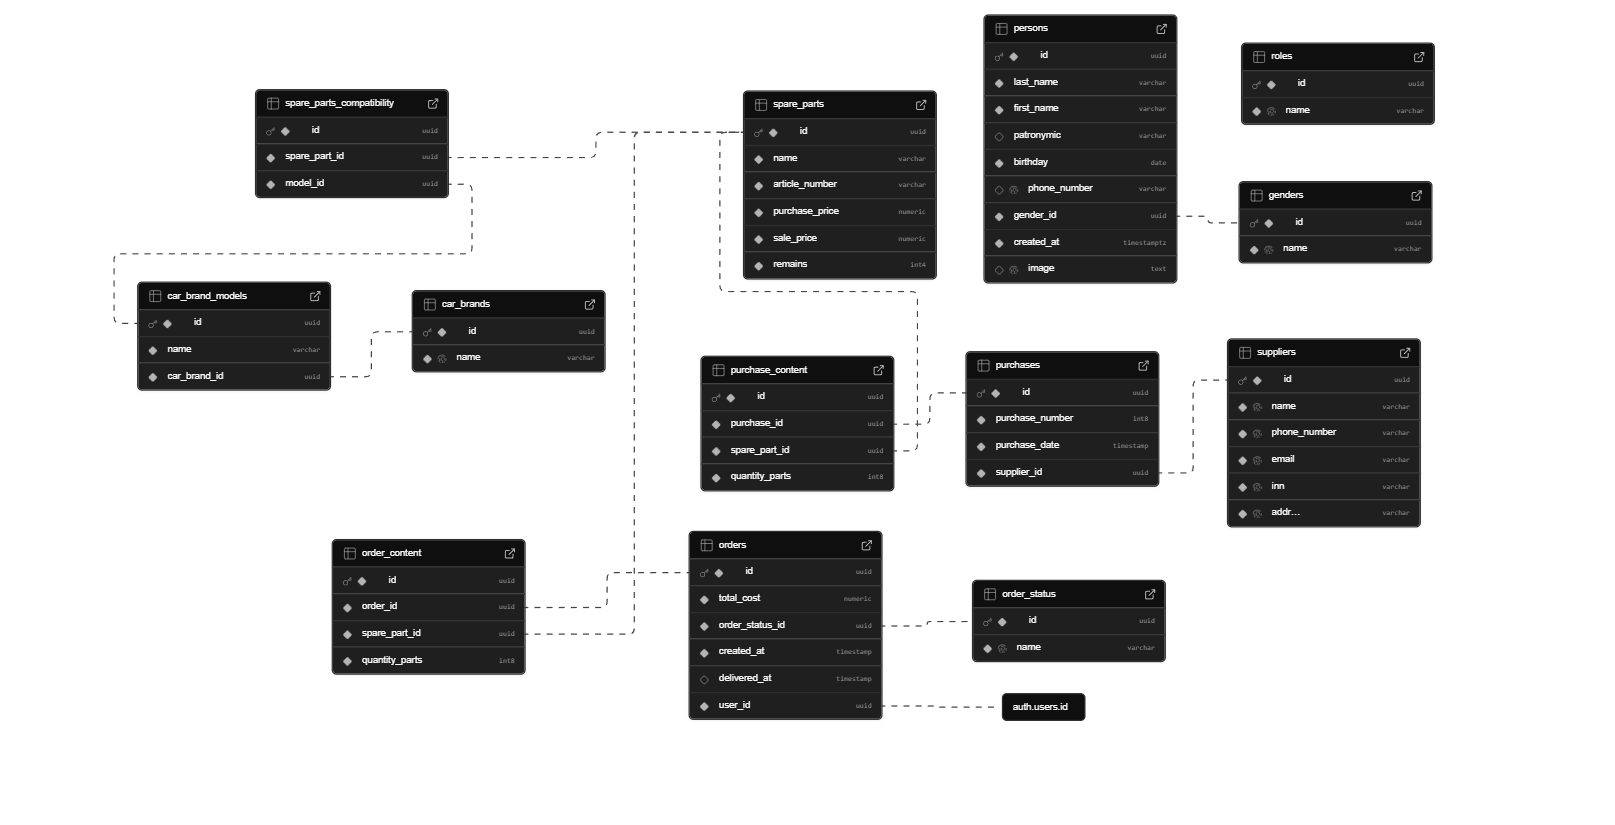 spare_parts_compatibility
id uuid
spare_part_id uuid
model_id uuid
spare_parts
id uuid
name varchar
article_number varchar
purchase_price numeric
sale_price numeric
remains int4
persons
id uuid
last_name varchar
first_name varchar
patronymic varchar
birthday date
phone_number varchar
gender_id uuid
created_at timestamptz
image text
roles
id uuid
name varchar
genders
id uuid
name varchar
car_brand_models
id uuid
name varchar
car_brand_id uuid
car_brands
id uuid
name varchar
purchase_content
id uuid
purchase_id uuid
spare_part_id uuid
quantity_parts int8
purchases
id uuid
purchase_number int8
purchase_date timestamp
supplier_id uuid
suppliers
id uuid
name varchar
phone_number varchar
email varchar
inn varchar
addr... varchar
order_content
id uuid
order_id uuid
spare_part_id uuid
quantity_parts int8
orders
id uuid
total_cost numeric
order_status_id uuid
created_at timestamp
delivered_at timestamp
user_id uuid
order_status
id uuid
name varchar
auth.users.id